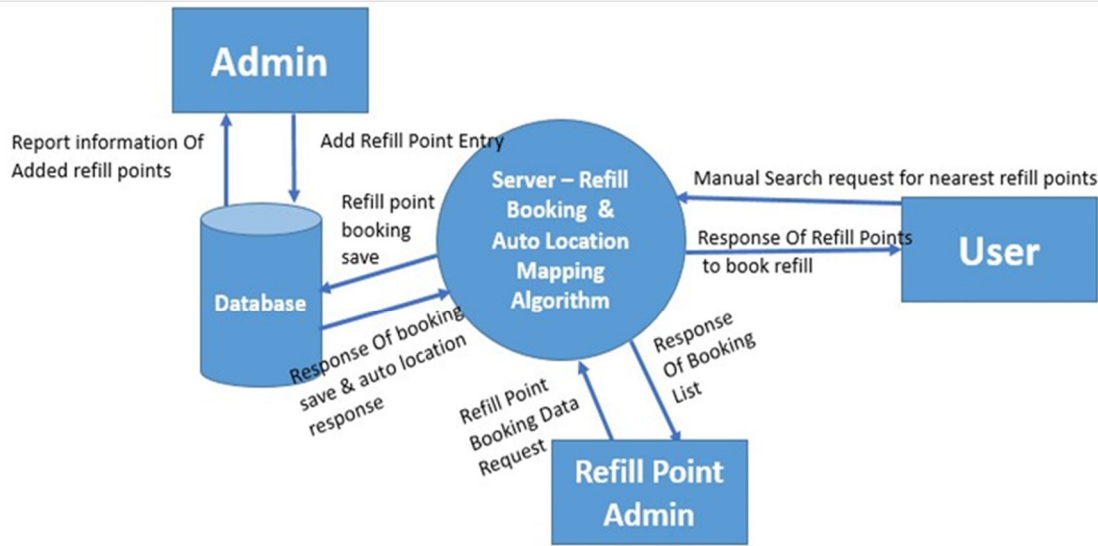 Admin
Report information Of
Added refill points
Add Refill Point Entry
Refill point
booking
save
Server – Refill
Booking &
Auto Location
Mapping
Algorithm
Manual Search request for nearest refill points
Response Of Refill Points
to book refill
User
Database
Response Of booking
save & auto location
response
Refill Point
Booking Data
Request
Response
Of Booking
List
Refill Point
Admin